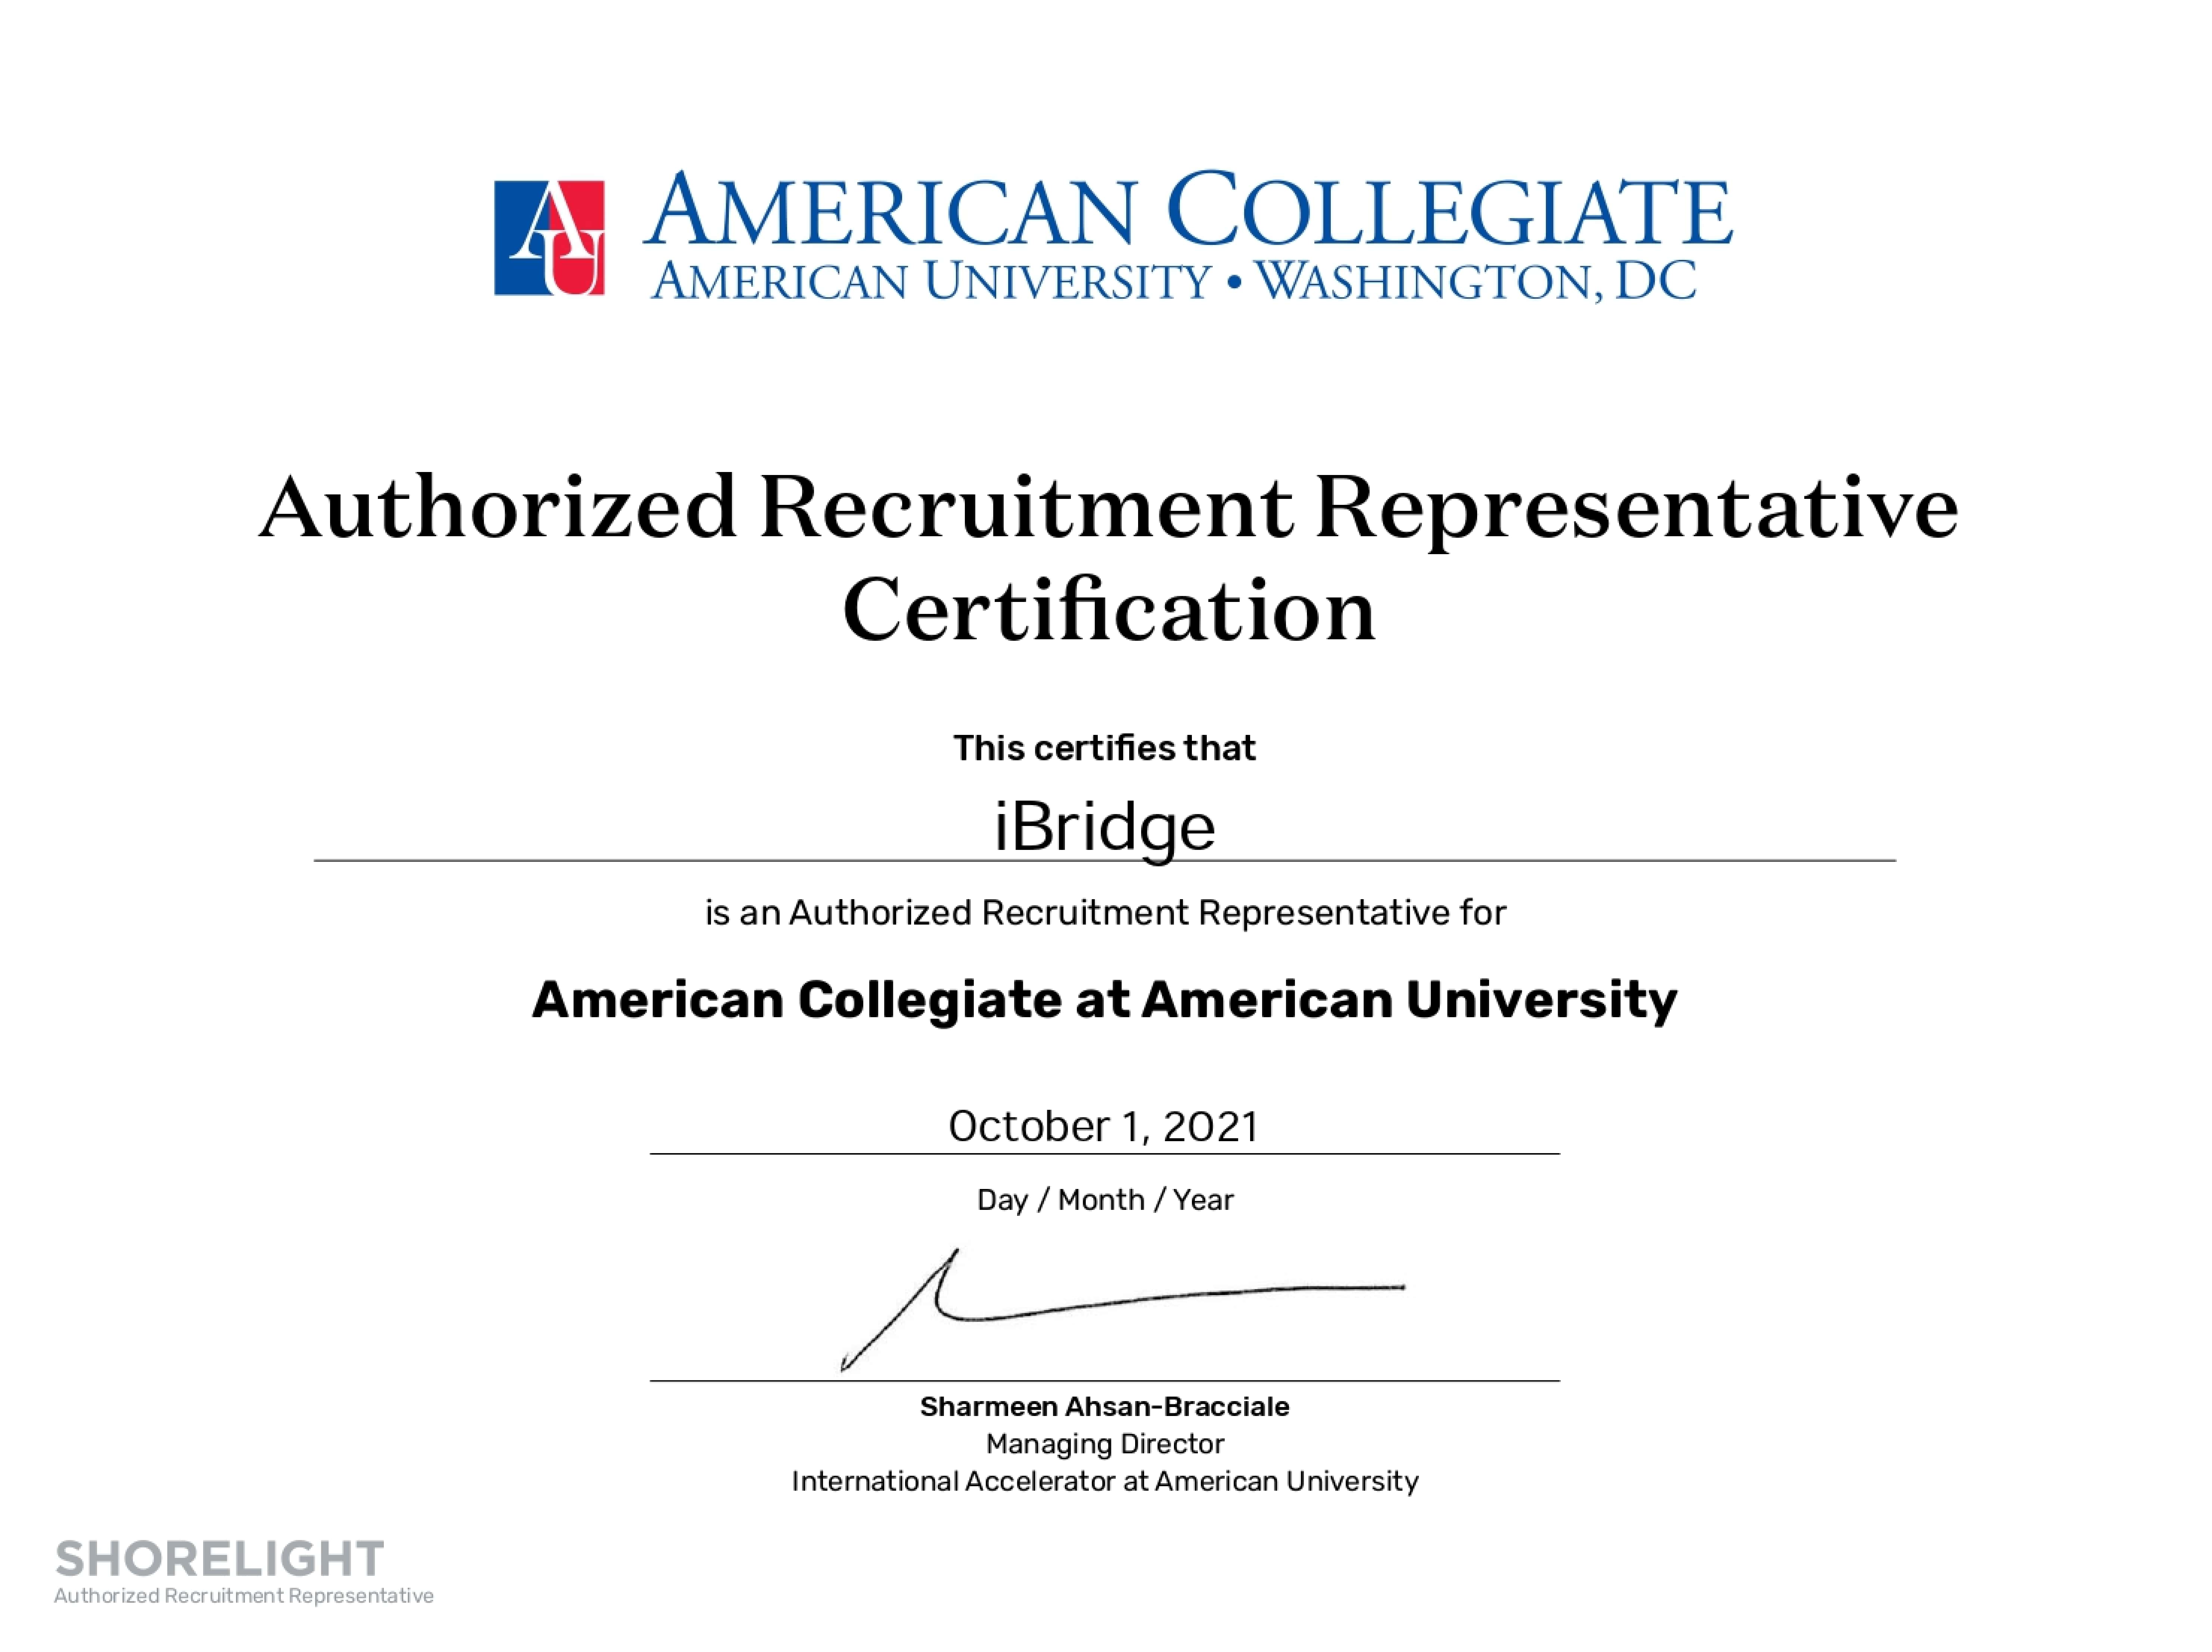 AU
AMERICAN COLLEGIATE
AMERICAN UNIVERSITY • WASHINGTON, DC
Authorized Recruitment Representative
Certification
This certifies that
iBridge
is an Authorized Recruitment Representative for
American Collegiate at American University
October 1, 2021
Day / Month / Year
Sharmeen Ahsan-Bracciale
Managing Director
International Accelerator at American University
SHORELIGHT
Authorized Recruitment Representative